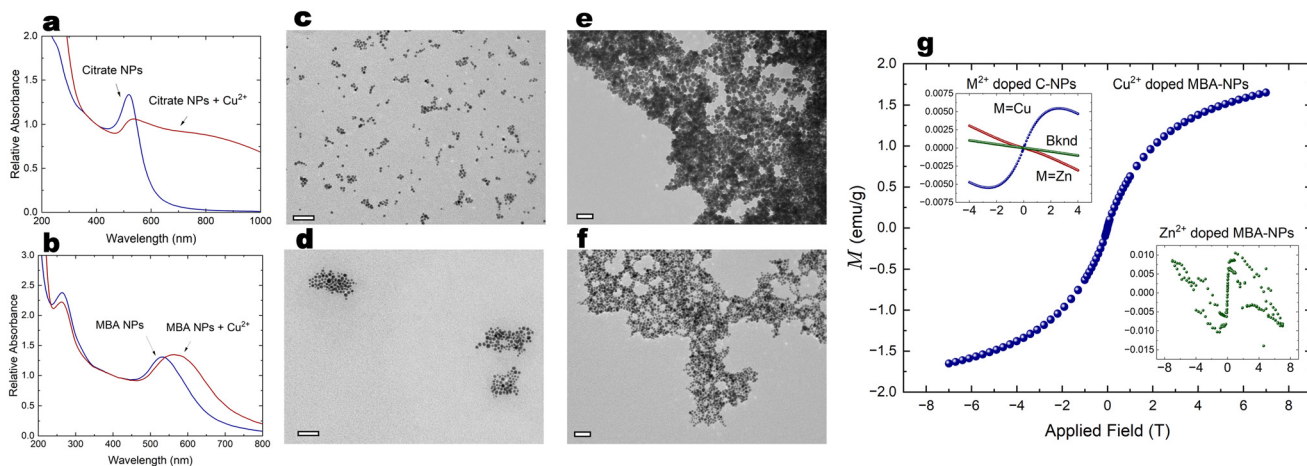 a
2.0
1.5
1.0
0.5
0.0
Relative Absorbance
Citrate NPs
Citrate NPs + Cu²⁺
200 400 600 800 1000
Wavelength (nm)
b
3.0
2.5
2.0
1.5
1.0
0.5
0.0
Relative Absorbance
MBA NPs
MBA NPs + Cu²⁺
200 300 400 500 600 700 800
Wavelength (nm)
c
d
e
f
g
2.0
1.5
1.0
0.5
0.0
−0.5
−1.0
−1.5
−2.0
M (emu/g)
M²⁺ doped C-NPs
0.0075
0.0050
0.0025
0.0000
−0.0025
−0.0050
−0.0075
M=Cu
Bknd
M=Zn
−4 −2 0 2 4
Cu²⁺ doped MBA-NPs
Zn²⁺ doped MBA-NPs
0.010
0.005
0.000
−0.005
−0.010
−0.015
−8 −4 0 4 8
−8 −6 −4 −2 0 2 4 6 8
Applied Field (T)